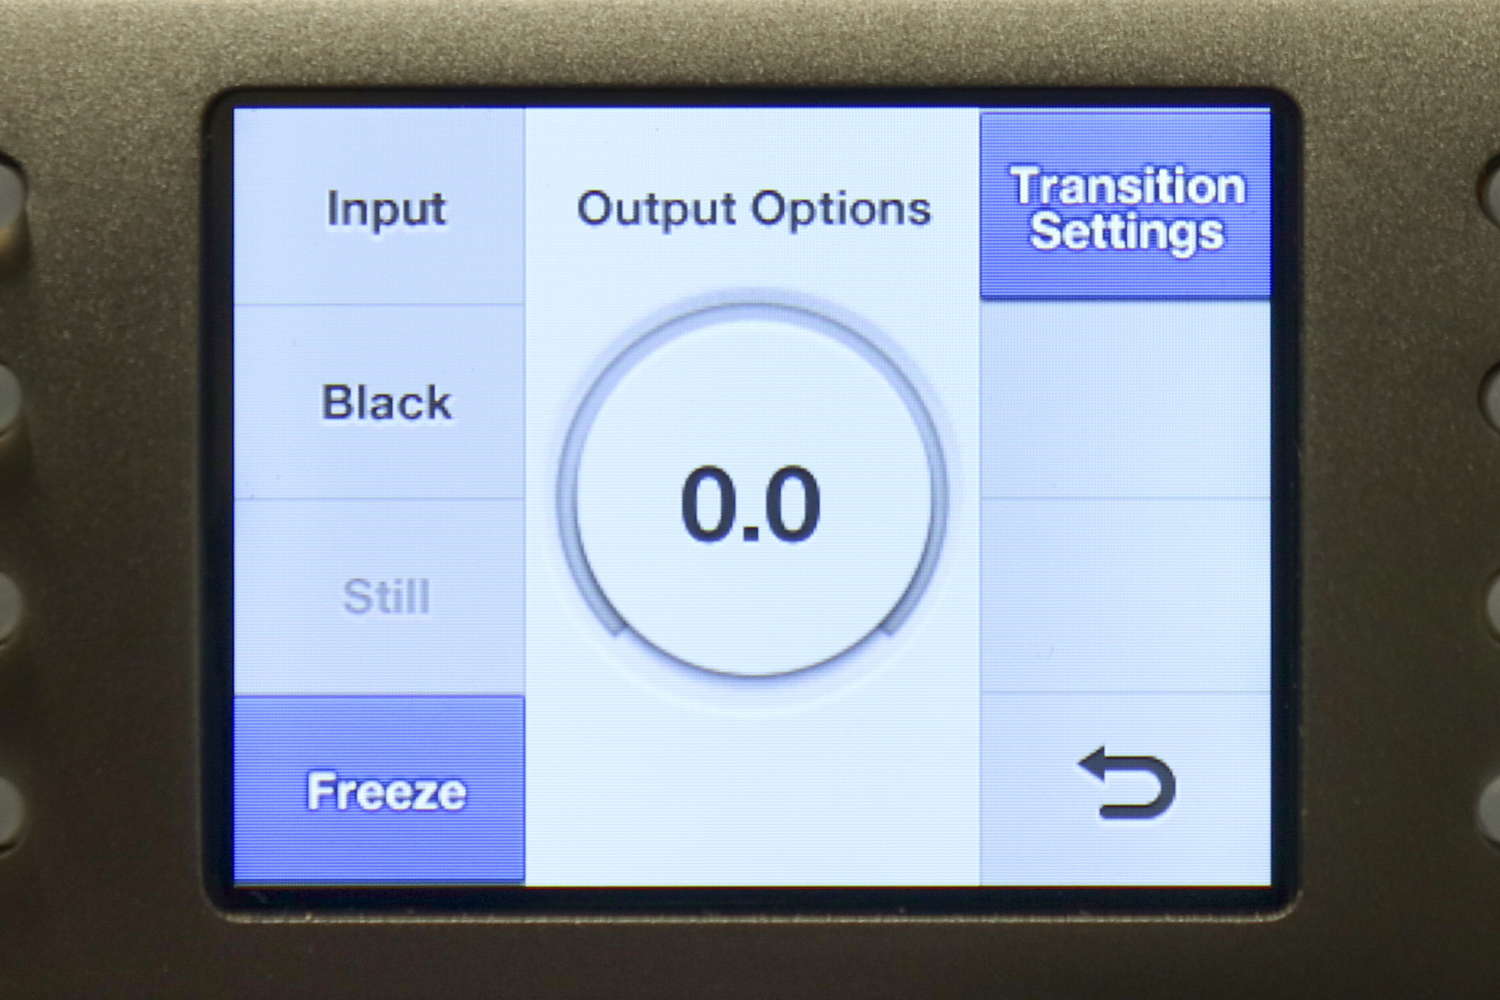 Input
Output Options
Transition
Settings
Black
0.0
Still
Freeze